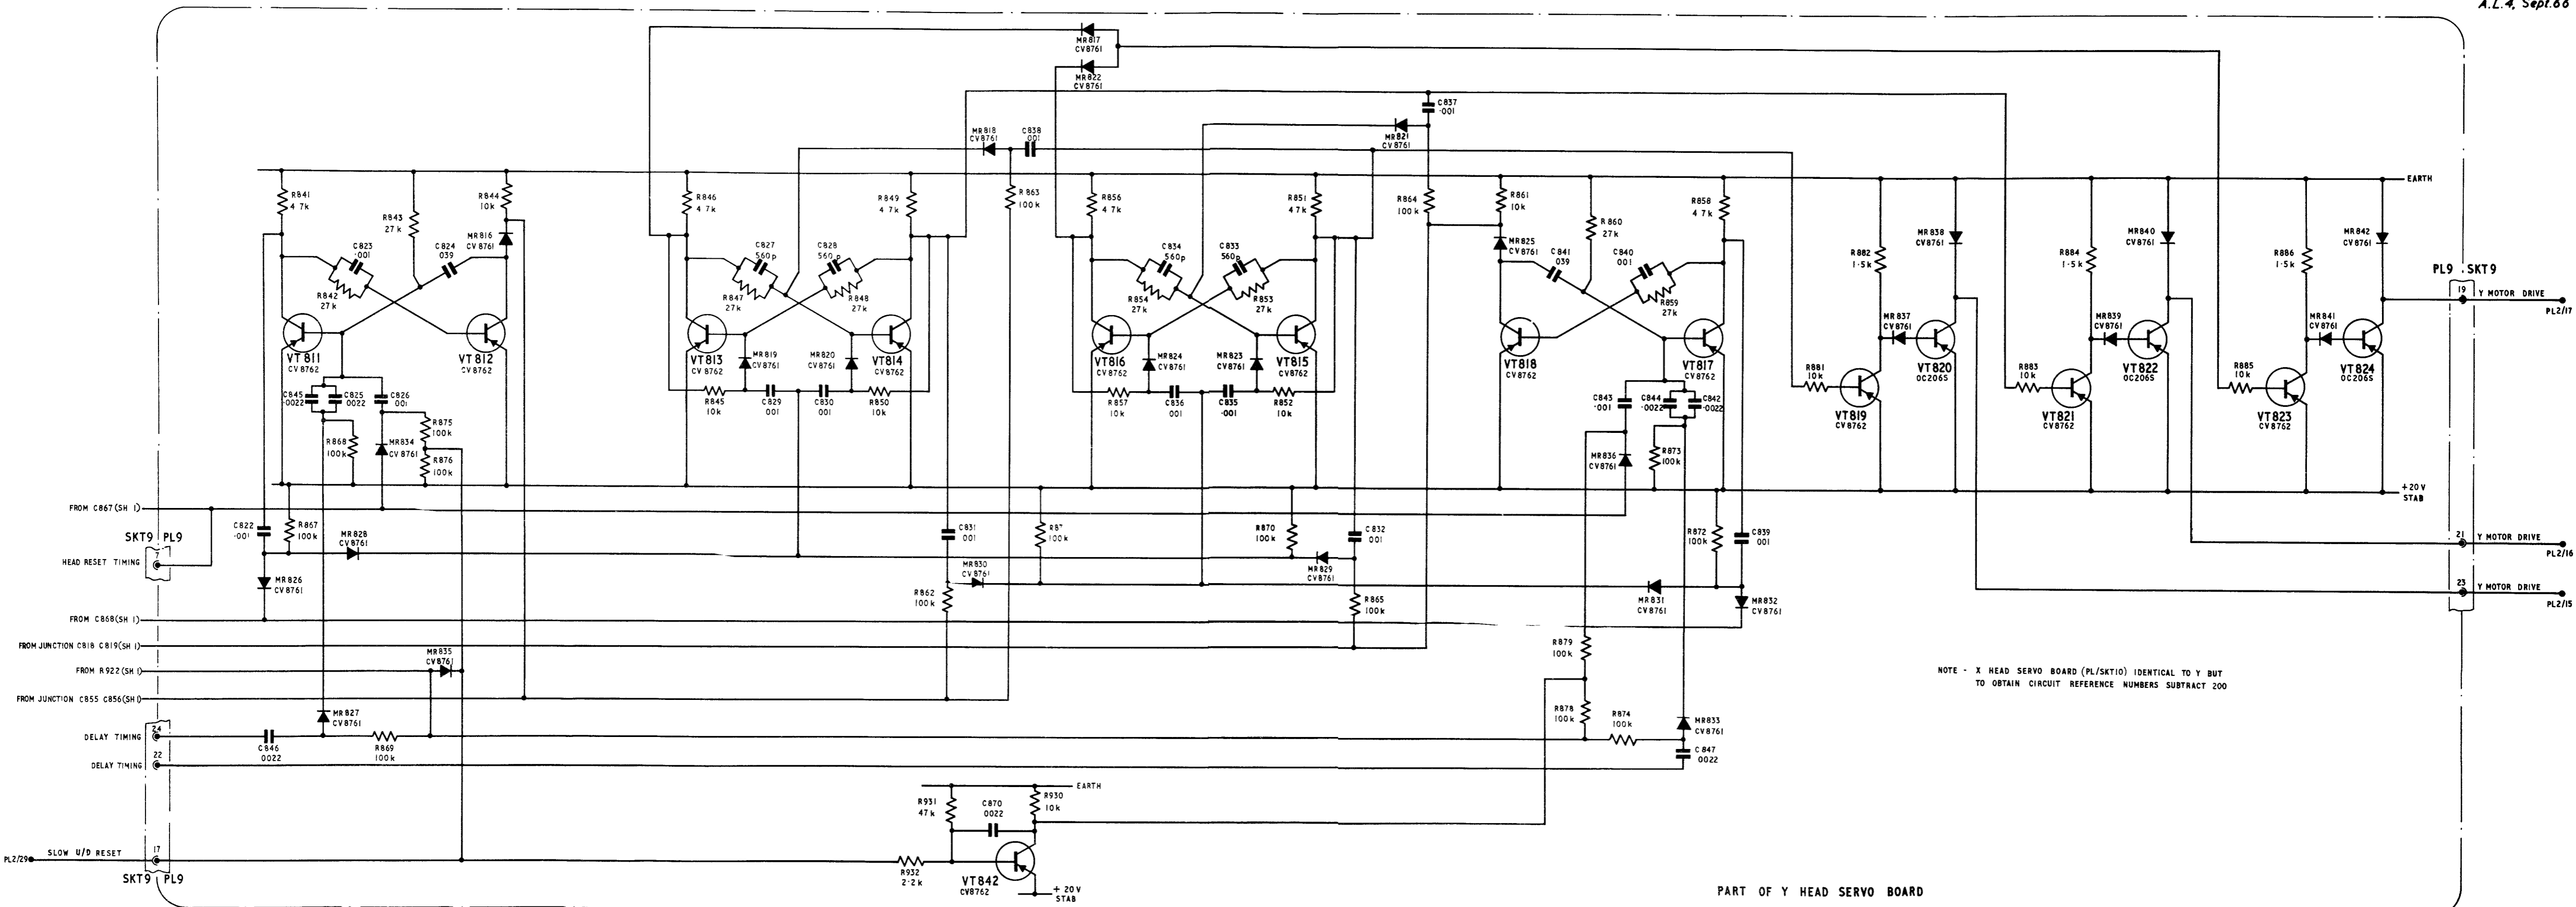 A.L.4, Sept.66
MR817
CV8761
MR822
CV8761
C837
·001
MR821
CV8761
MR818
CV8761
C838
001
EARTH
R841
4 7k
R843
27k
R844
10k
MR816
CV8761
C823
·001
C824
039
R842
27k
VT811
CV8762
VT812
CV8762
C845
·0022
C825
0022
C826
001
R868
100k
MR834
CV8761
R875
100k
R876
100k
R846
4 7k
R849
4 7k
R863
100k
C827
560p
C828
560p
R847
27k
R848
27k
VT813
CV8762
VT814
CV8762
MR819
CV8761
MR820
CV8761
R845
10k
C829
001
C830
001
R850
10k
R856
4 7k
R851
47k
R864
100k
C834
560p
C833
560p
R854
27k
R853
27k
VT816
CV8762
VT815
CV8762
MR824
CV8761
MR823
CV8761
R857
10k
C836
001
C835
·001
R852
10k
R861
10k
R860
27k
R858
4 7k
MR825
CV8761
C841
039
C840
001
R859
27k
VT818
CV8762
VT817
CV8762
C843
·001
C844
·0022
C842
·0022
MR836
CV8761
R873
100k
R882
1·5k
MR838
CV8761
MR837
CV8761
VT820
OC206S
R881
10k
VT819
CV8762
R884
1·5k
MR840
CV8761
MR839
CV8761
VT822
OC206S
R883
10k
VT821
CV8762
R886
1·5k
MR842
CV8761
MR841
CV8761
VT824
OC206S
R885
10k
VT823
CV8762
+20V
STAB
PL9 SKT9
19
Y MOTOR DRIVE
PL2/17
21
Y MOTOR DRIVE
PL2/16
23
Y MOTOR DRIVE
PL2/15
FROM C867(SH 1)
SKT9 PL9
7
HEAD RESET TIMING
C822
·001
R867
100k
MR828
CV8761
MR826
CV8761
C831
001
R87
100k
R870
100k
C832
001
MR829
CV8761
MR830
CV8761
R862
100k
R865
100k
R872
100k
C839
001
MR831
CV8761
MR832
CV8761
FROM C868(SH 1)
FROM JUNCTION C818 C819(SH 1)
FROM R922(SH 1)
MR835
CV8761
FROM JUNCTION C855 C856(SH 1)
R879
100k
R878
100k
R874
100k
MR833
CV8761
C847
0022
MR827
CV8761
24
DELAY TIMING
C846
0022
R869
100k
22
DELAY TIMING
EARTH
R931
47k
C870
0022
R930
10k
PL2/29
SLOW U/D RESET
17
SKT9 PL9
R932
2·2k
VT842
CV8762
+ 20V
STAB
NOTE - X HEAD SERVO BOARD (PL/SKT10) IDENTICAL TO Y BUT
TO OBTAIN CIRCUIT REFERENCE NUMBERS SUBTRACT 200
PART OF Y HEAD SERVO BOARD